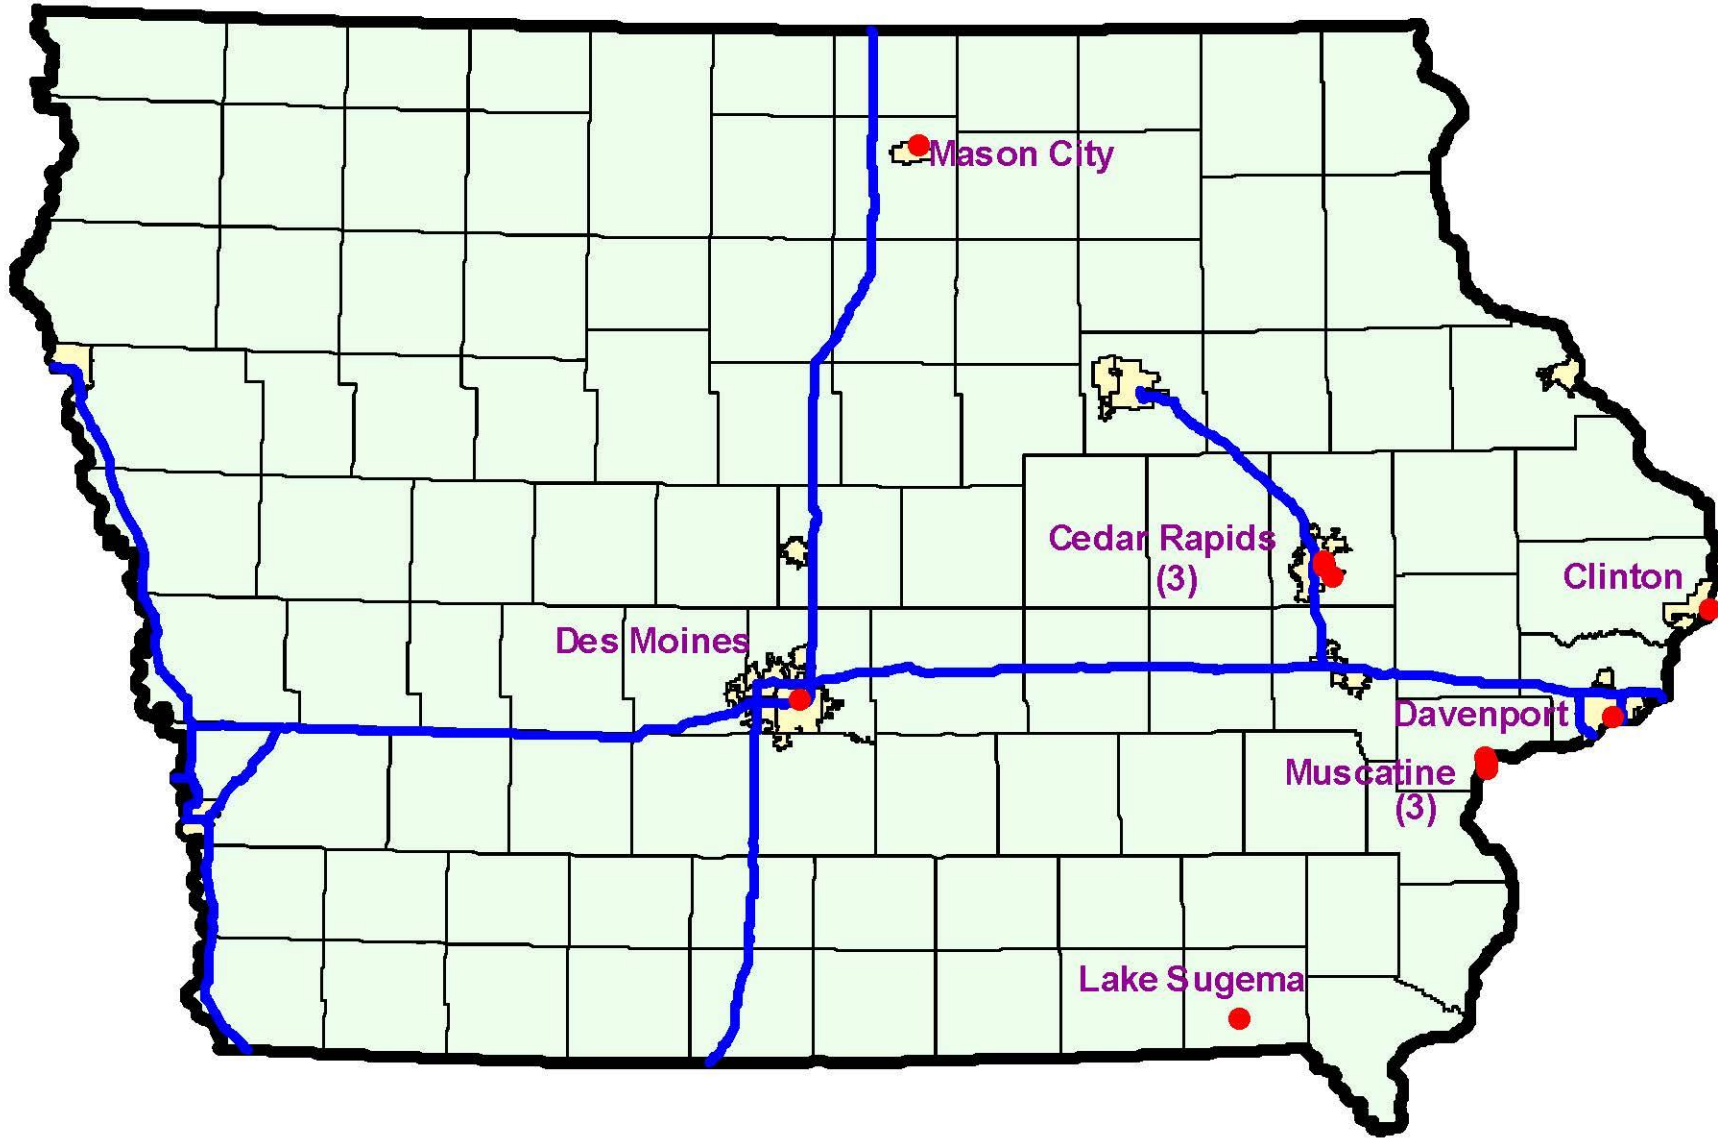 Mason City
Cedar Rapids
(3)
Clinton
Des Moines
Davenport
Muscatine
(3)
Lake Sugema